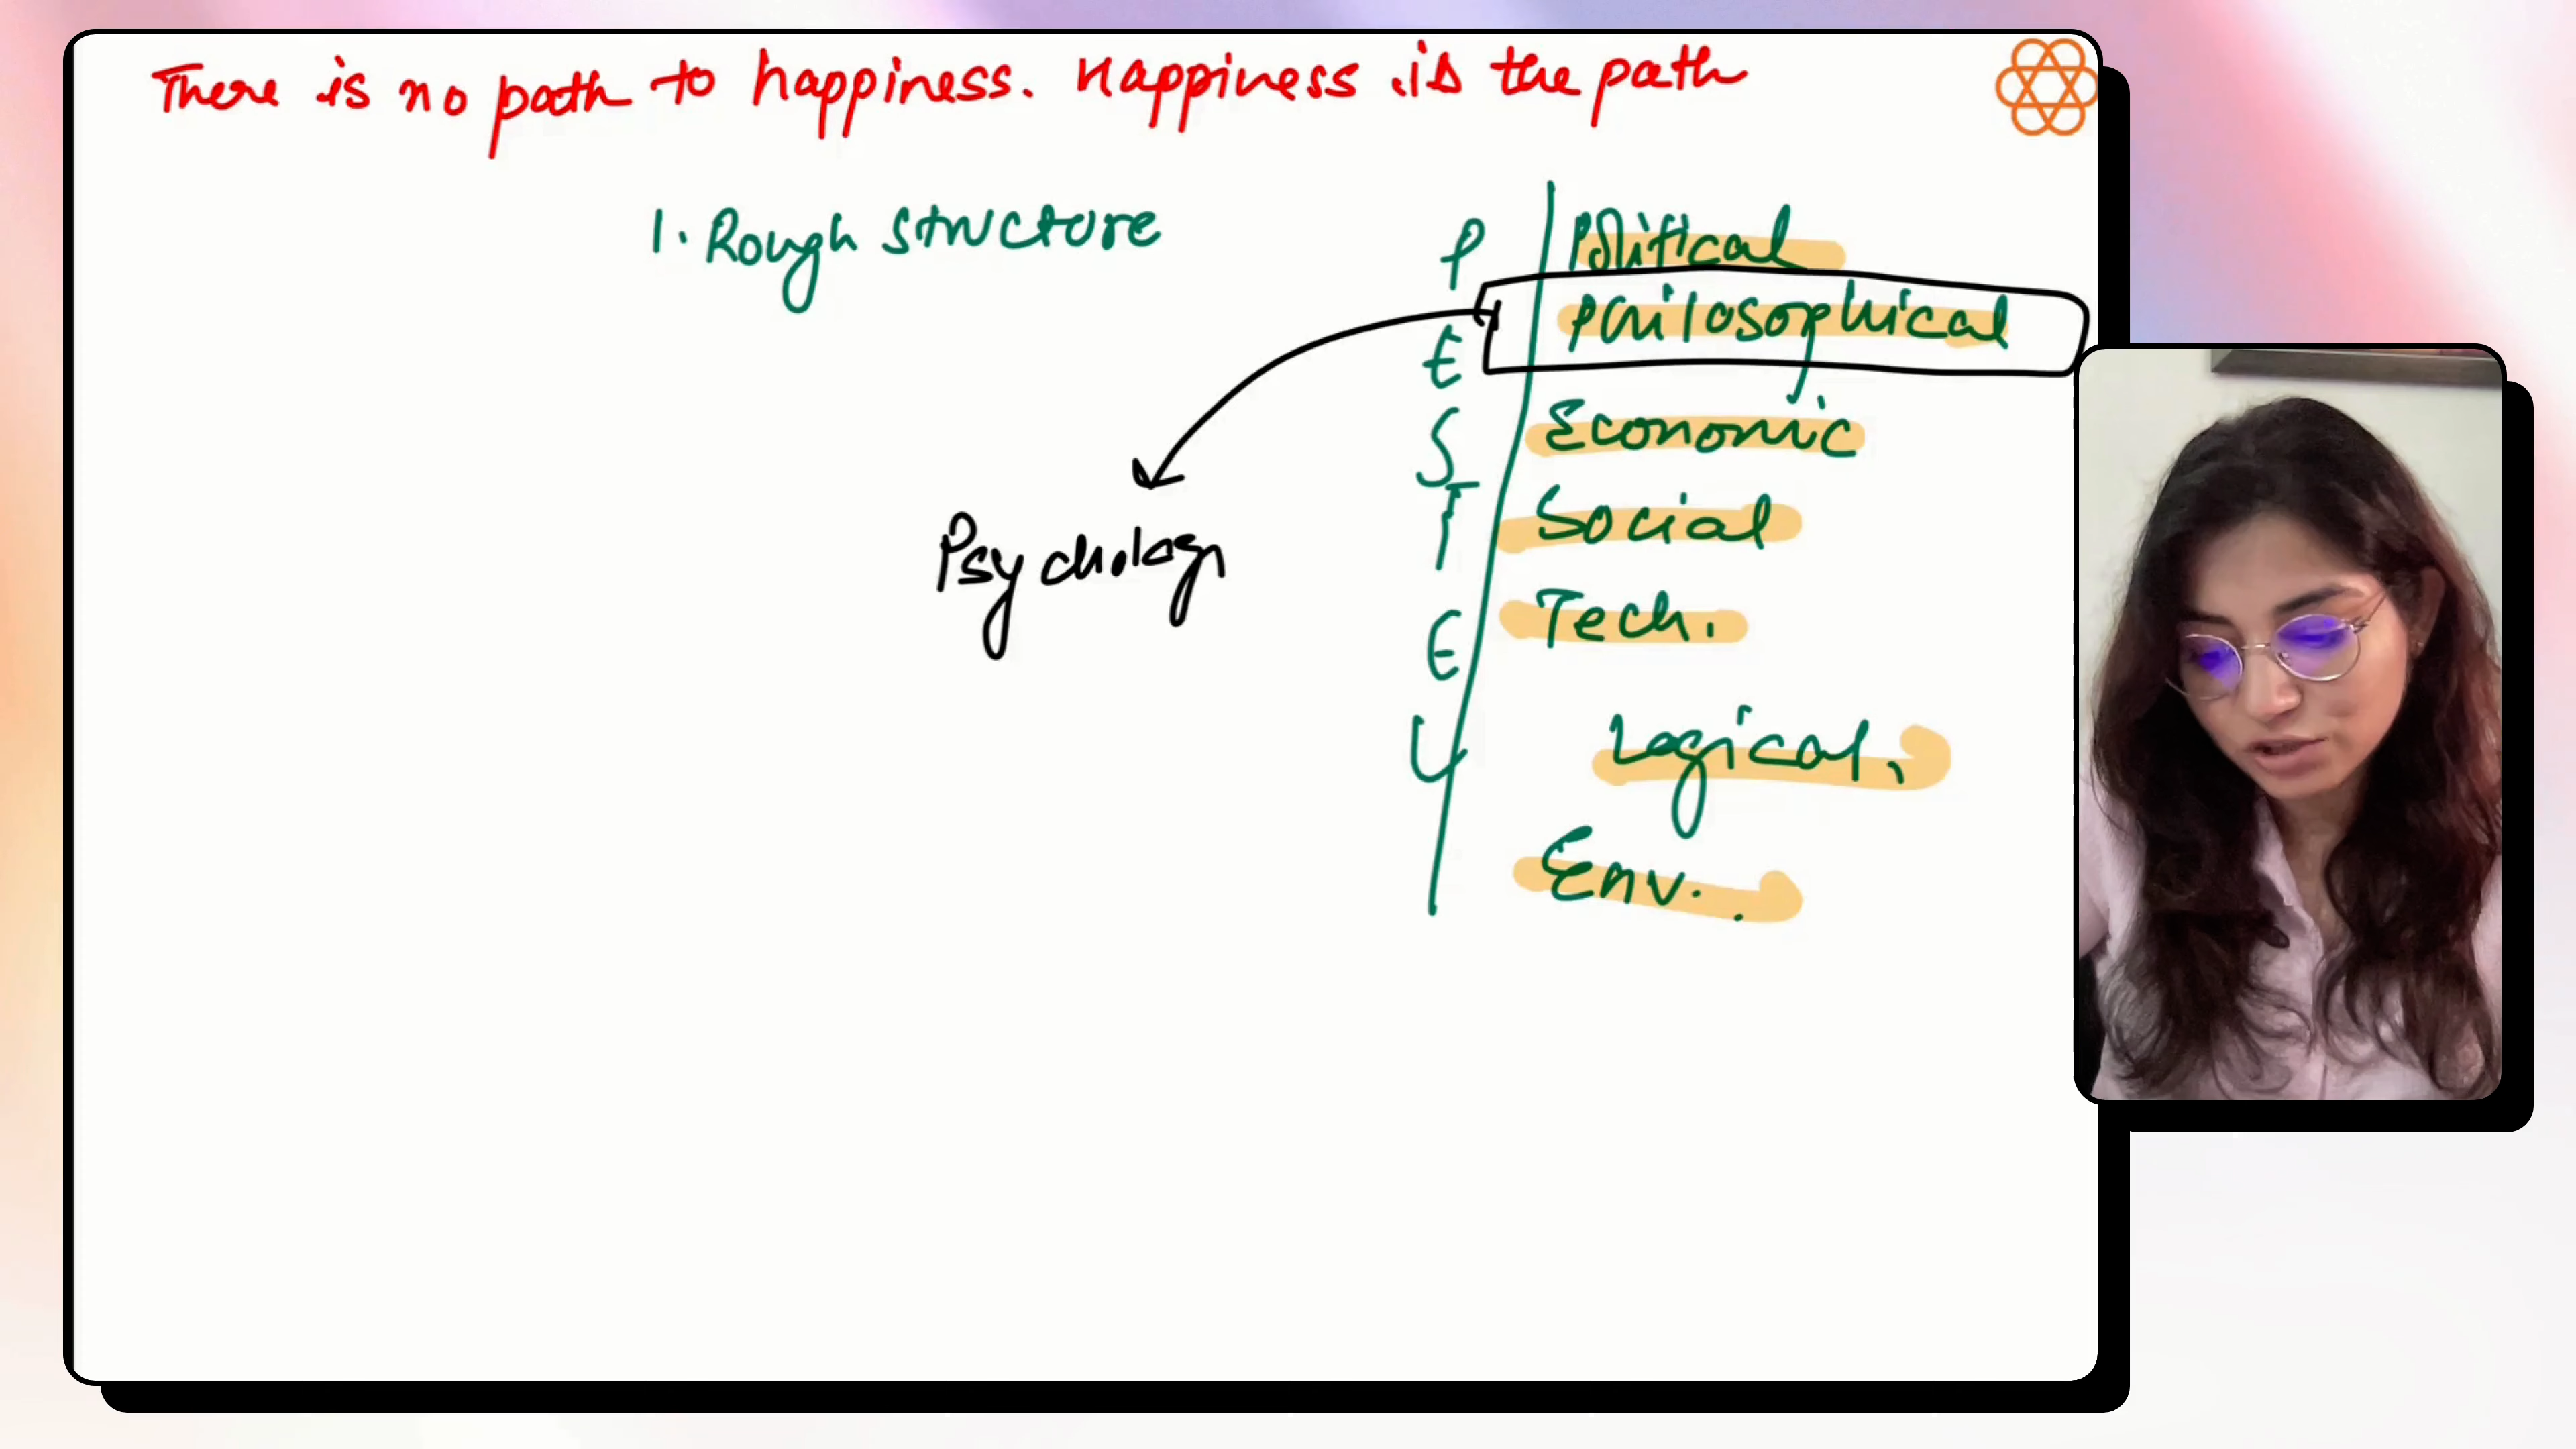 There is no path to happiness. Happiness is the path
1. Rough structure
P
Political
Philosophical
E
Economic
S
Social
T
Tech.
E
Psycholog
L
Logical.
Env.